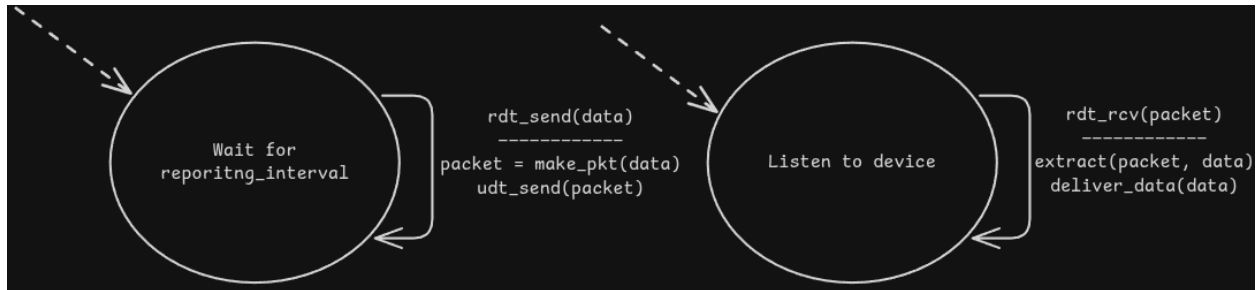 Wait for
reporitng_interval
rdt_send(data)
------------
packet = make_pkt(data)
udt_send(packet)
Listen to device
rdt_rcv(packet)
------------
extract(packet, data)
deliver_data(data)